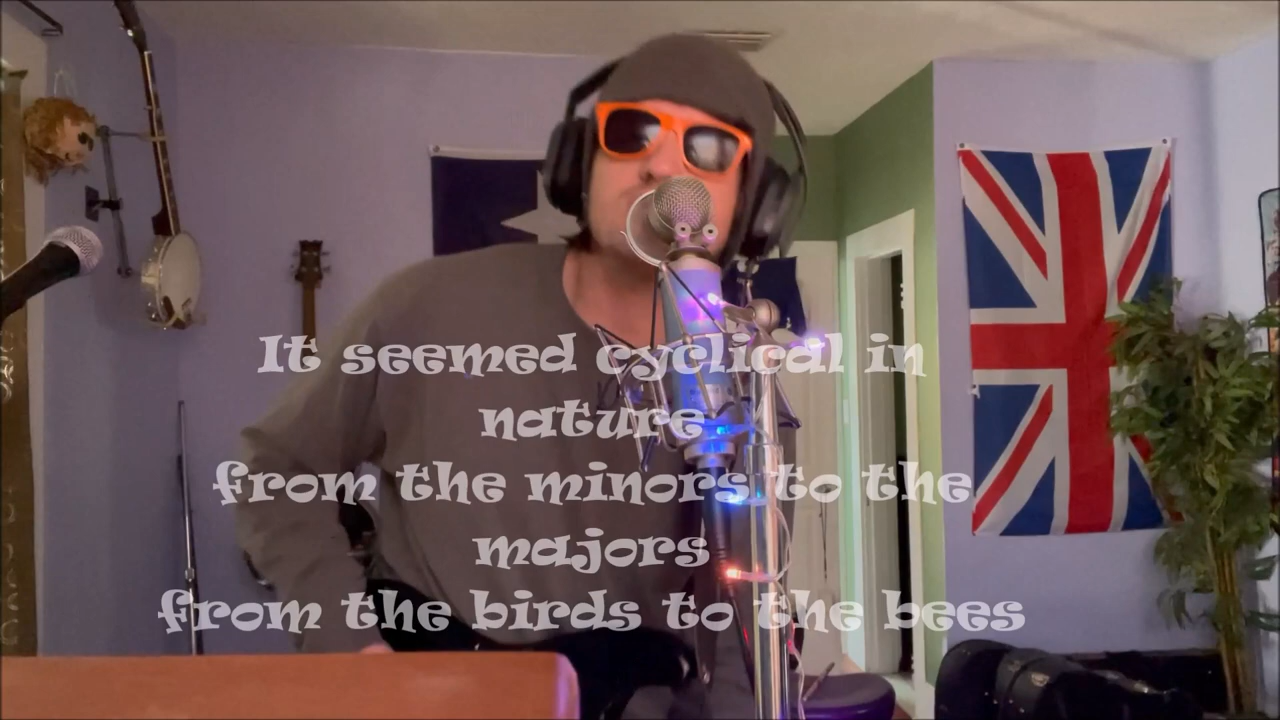 It seemed cyclical in
nature
from the minors to the
majors
from the birds to the bees